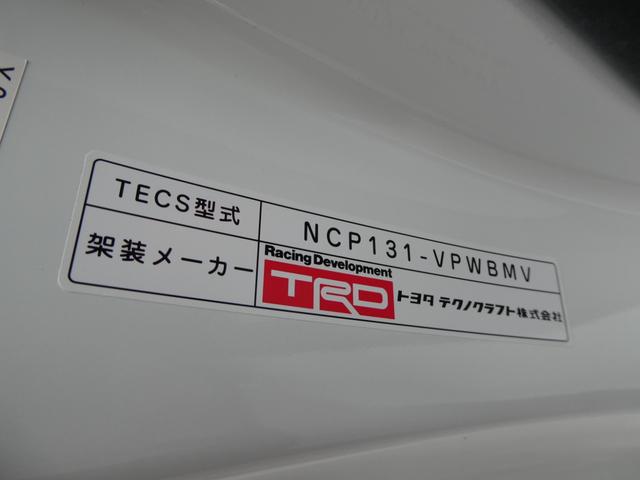 TECS型式 NCP131-VPWBMV
架装メーカー Racing Development
TRD トヨタ テクノクラフト株式会社